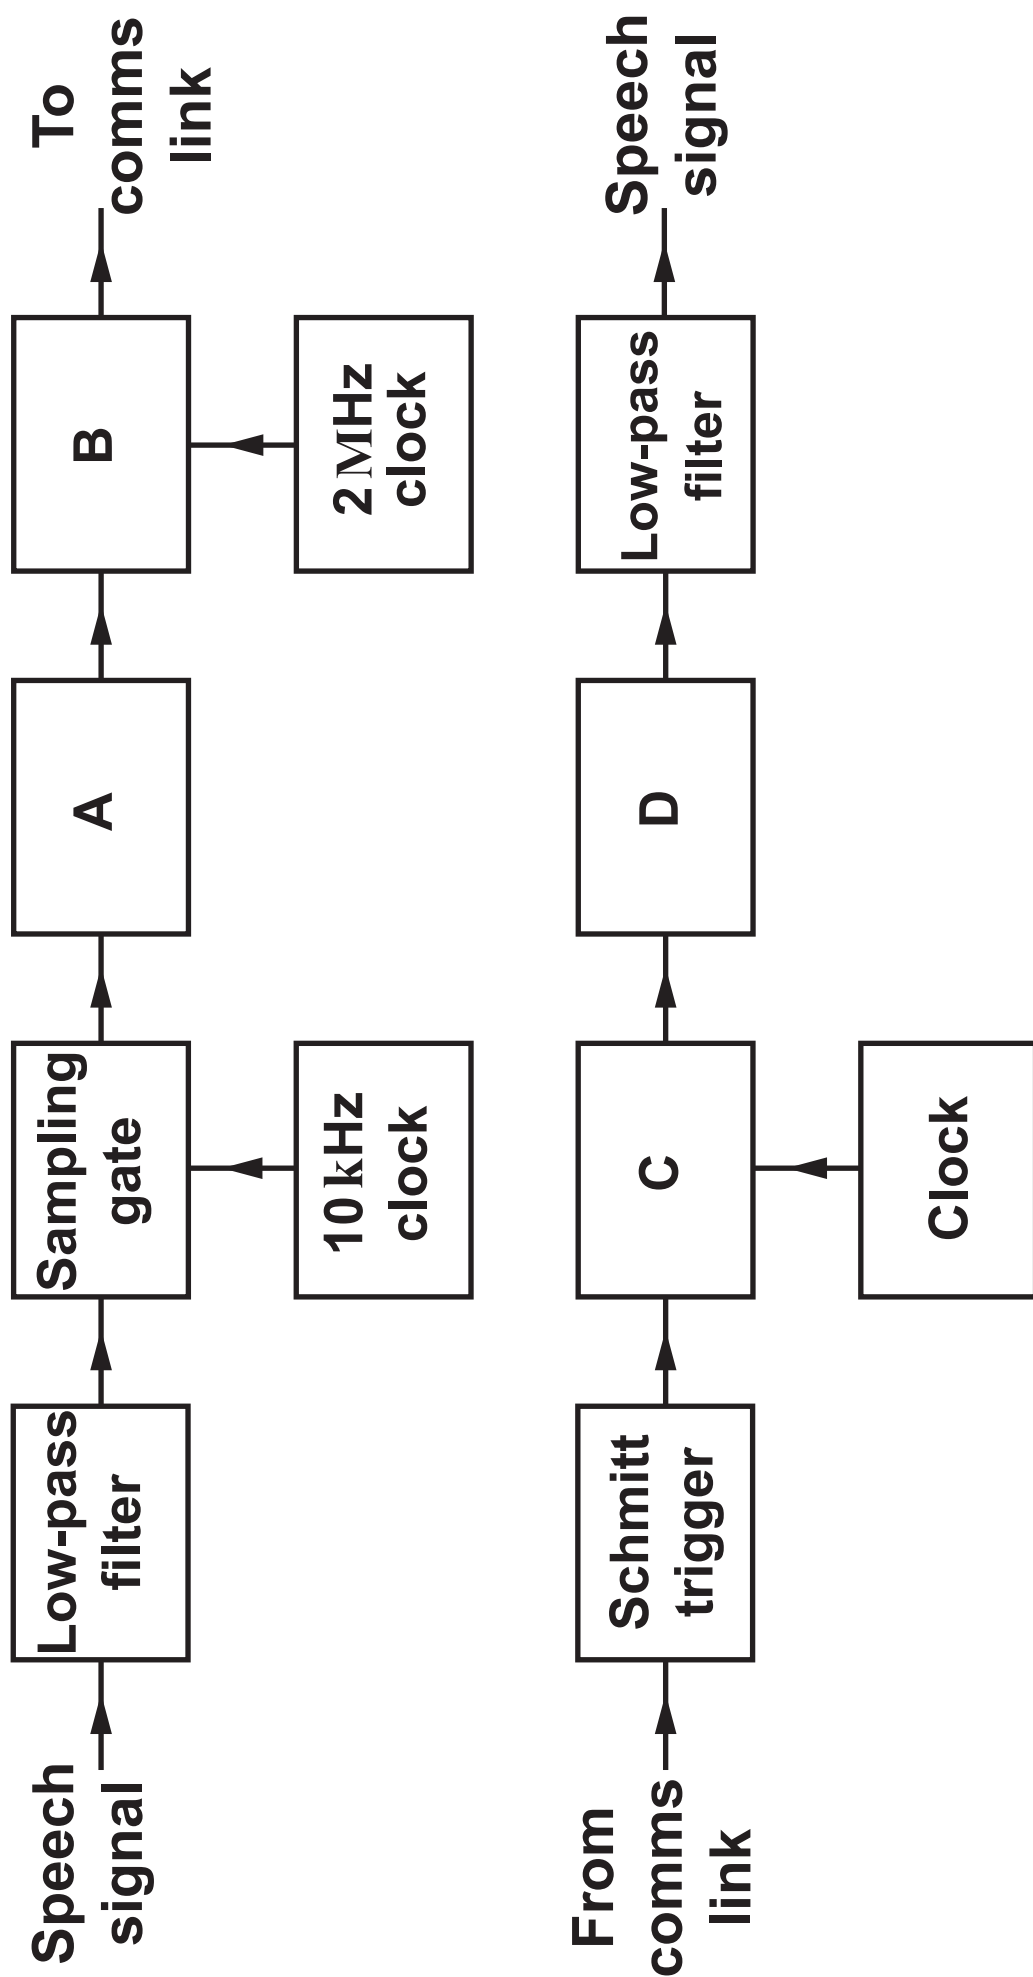 Speech
signal
Low-pass
filter
Sampling
gate
10 kHz
clock
A
B
2 MHz
clock
To
comms
link
From
comms
link
Schmitt
trigger
C
Clock
D
Low-pass
filter
Speech
signal